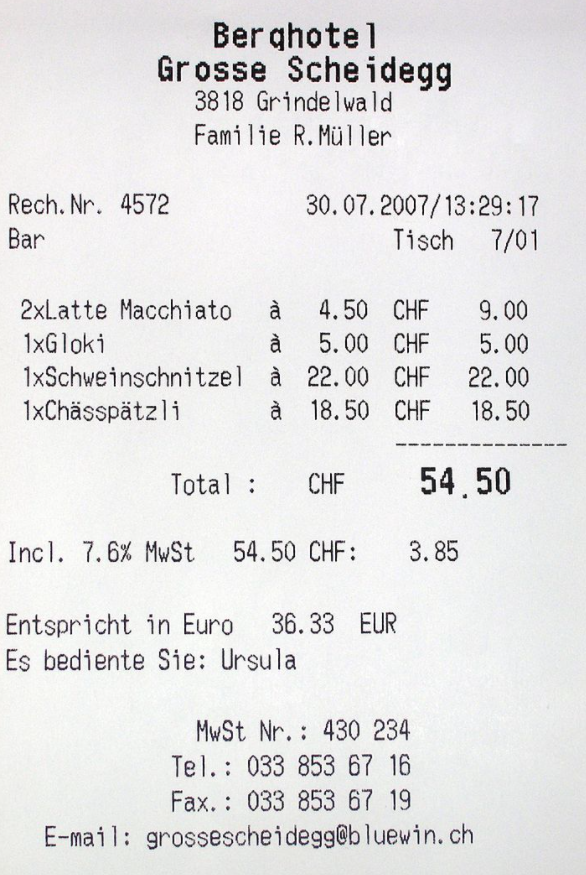 Berghotel
Grosse Scheidegg
3818 Grindelwald
Familie R.Müller
Rech.Nr. 4572 30.07.2007/13:29:17
Bar Tisch 7/01
2xLatte Macchiato à 4.50 CHF 9.00
1xGloki à 5.00 CHF 5.00
1xSchweinschnitzel à 22.00 CHF 22.00
1xChässpätzli à 18.50 CHF 18.50
--------------
Total : CHF 54.50
Incl. 7.6% MwSt 54.50 CHF: 3.85
Entspricht in Euro 36.33 EUR
Es bediente Sie: Ursula
MwSt Nr.: 430 234
Tel.: 033 853 67 16
Fax.: 033 853 67 19
E-mail: grossescheidegg@bluewin.ch